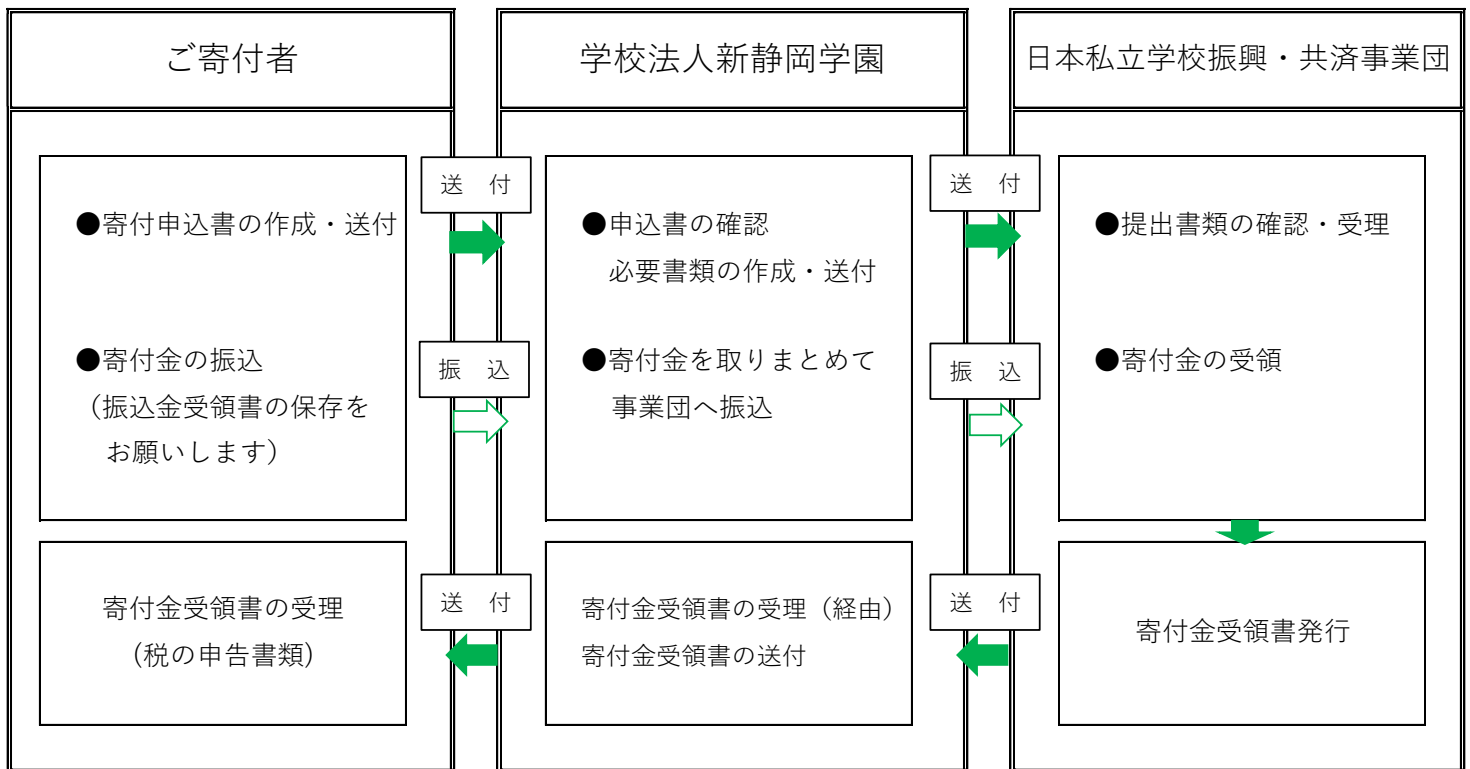 ご寄付者
学校法人新静岡学園
日本私立学校振興・共済事業団
●寄付申込書の作成・送付
送 付
●申込書の確認
必要書類の作成・送付
送 付
●提出書類の確認・受理
●寄付金の振込
(振込金受領書の保存を
お願いします)
振 込
●寄付金を取りまとめて
事業団へ振込
振 込
●寄付金の受領
寄付金受領書の受理
(税の申告書類)
送 付
寄付金受領書の受理(経由)
寄付金受領書の送付
送 付
寄付金受領書発行